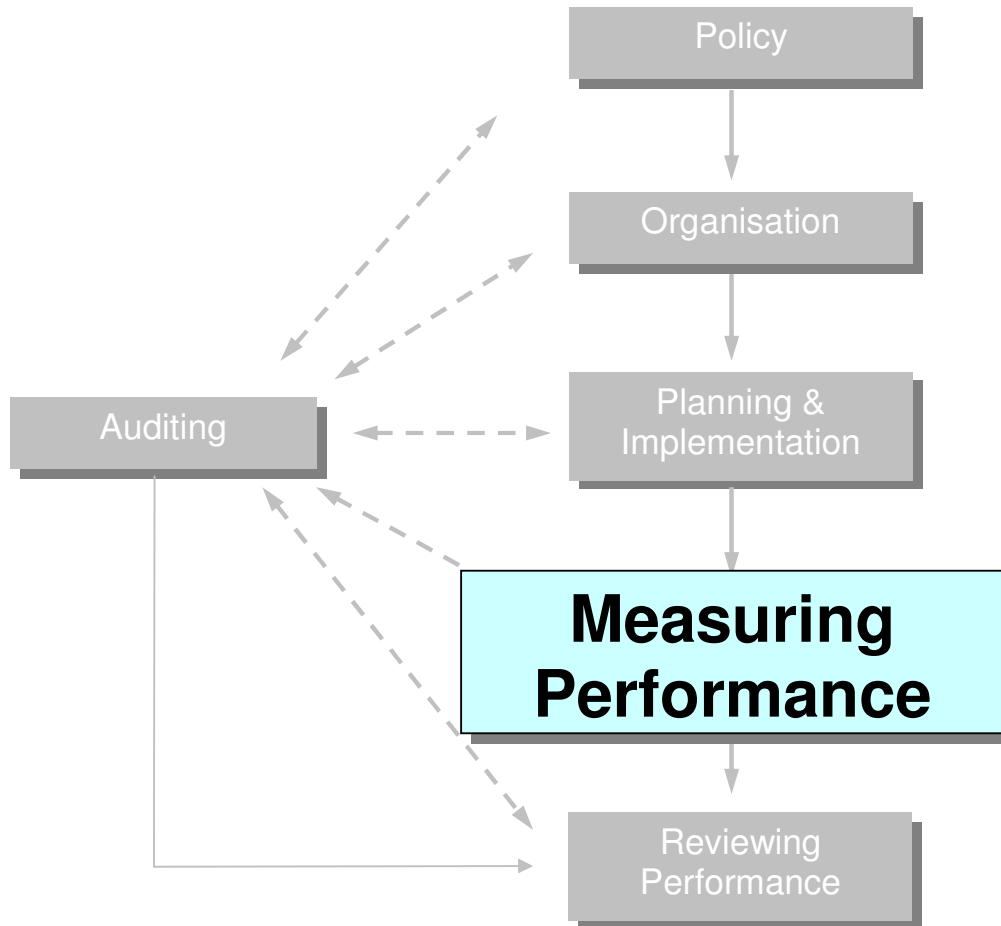 Policy
Organisation
Auditing
Planning &
Implementation
Measuring
Performance
Reviewing
Performance